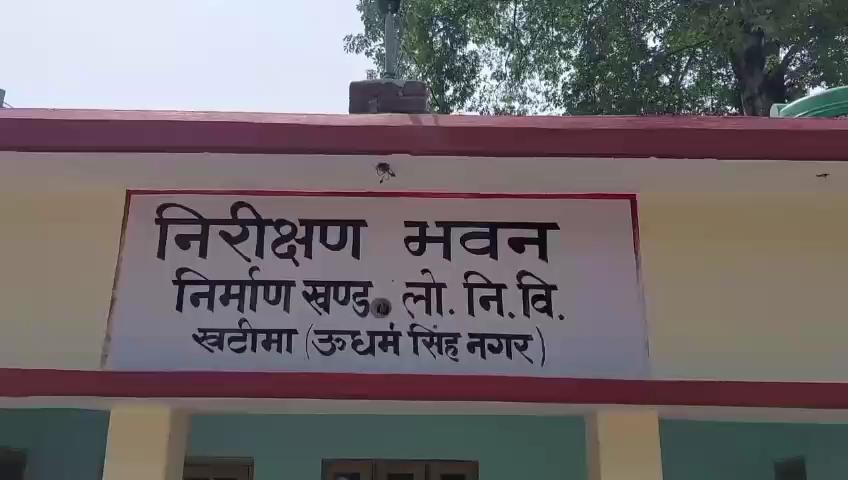 निरीक्षण भवन
निर्माण खण्ड लो. नि. वि.
खटीमा (ऊधमं सिंह नगर)